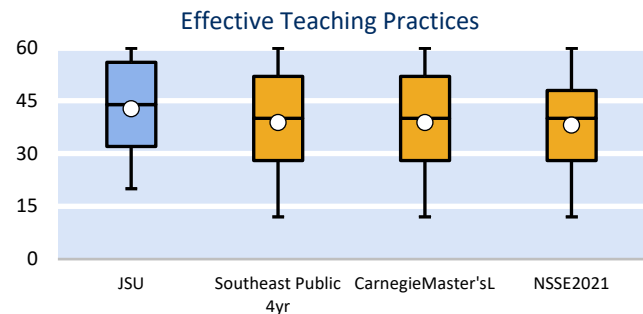 Effective Teaching Practices
60
45
30
15
0
JSU
Southeast Public
4yr
CarnegieMaster'sL
NSSE2021